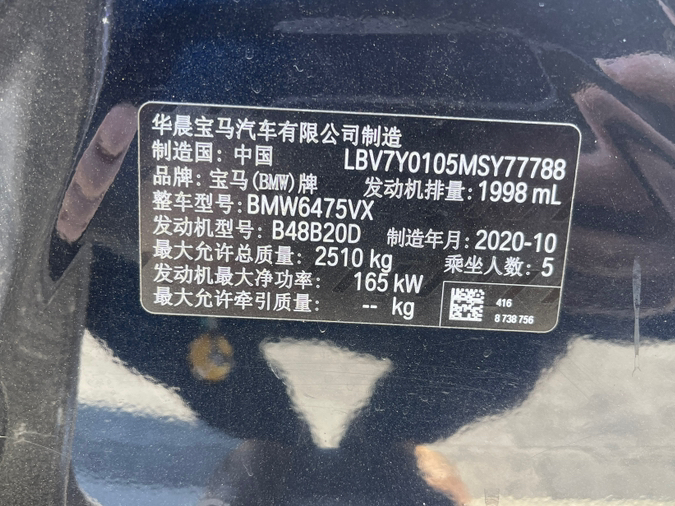 华晨宝马汽车有限公司制造
制造国：中国 LBV7Y0105MSY77788
品牌：宝马(BMW)牌 发动机排量：1998 mL
整车型号：BMW6475VX
发动机型号：B48B20D 制造年月：2020-10
最大允许总质量：2510 kg 乘坐人数：5
发动机最大净功率： 165 kW
最大允许牵引质量： -- kg
416
8 738 756